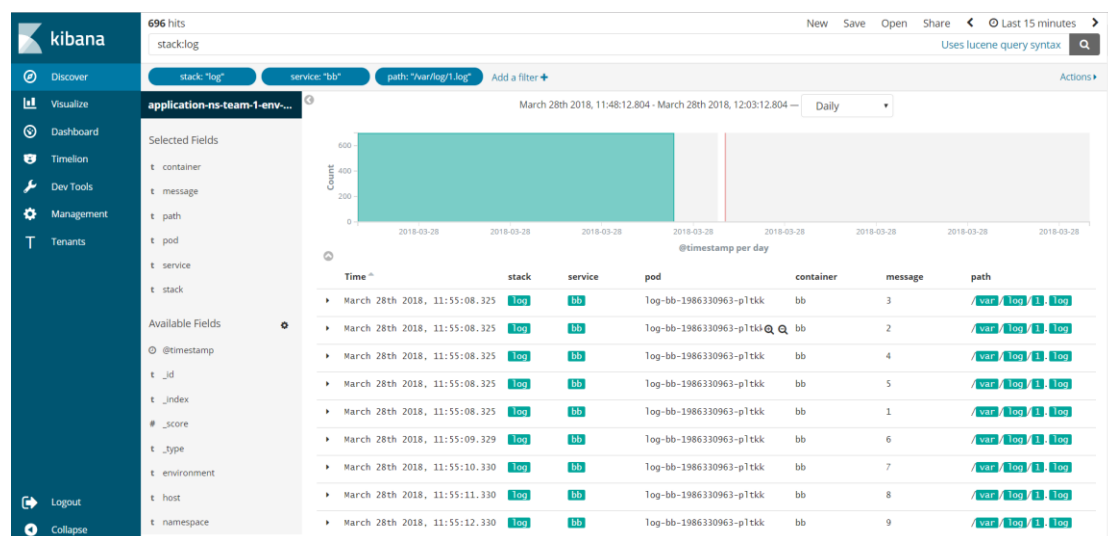 696 hits New Save Open Share Last 15 minutes
kibana
stack:log Uses lucene query syntax
Discover
Visualize
Dashboard
Timelion
Dev Tools
Management
Tenants
Logout
Collapse
stack: "log" service: "bb" path: "/var/log/1.log" Add a filter + Actions
application-ns-team-1-env-...
Selected Fields
t container
t message
t path
t pod
t service
t stack
Available Fields
@timestamp
t _id
t _index
# _score
t _type
t environment
t host
t namespace
March 28th 2018, 11:48:12.804 - March 28th 2018, 12:03:12.804 — Daily
Count
600
400
200
0
2018-03-28 2018-03-28 2018-03-28 2018-03-28 2018-03-28 2018-03-28 2018-03-28 2018-03-28
@timestamp per day
Time stack service pod container message path
March 28th 2018, 11:55:08.325 log bb log-bb-1986330963-pltkk bb 3 /var/log/1.log
March 28th 2018, 11:55:08.325 log bb log-bb-1986330963-pltkk bb 2 /var/log/1.log
March 28th 2018, 11:55:08.325 log bb log-bb-1986330963-pltkk bb 4 /var/log/1.log
March 28th 2018, 11:55:08.325 log bb log-bb-1986330963-pltkk bb 5 /var/log/1.log
March 28th 2018, 11:55:08.325 log bb log-bb-1986330963-pltkk bb 1 /var/log/1.log
March 28th 2018, 11:55:09.329 log bb log-bb-1986330963-pltkk bb 6 /var/log/1.log
March 28th 2018, 11:55:10.330 log bb log-bb-1986330963-pltkk bb 7 /var/log/1.log
March 28th 2018, 11:55:11.330 log bb log-bb-1986330963-pltkk bb 8 /var/log/1.log
March 28th 2018, 11:55:12.330 log bb log-bb-1986330963-pltkk bb 9 /var/log/1.log